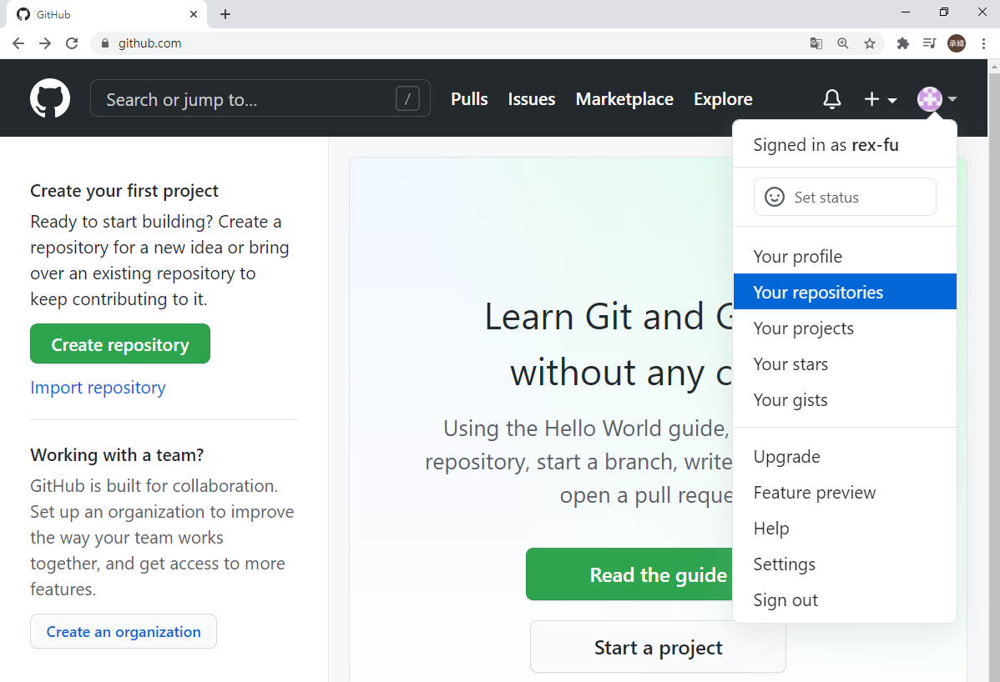 GitHub
github.com
承緯
Search or jump to...
/
Pulls
Issues
Marketplace
Explore
Signed in as rex-fu
Set status
Your profile
Your repositories
Your projects
Your stars
Your gists
Upgrade
Feature preview
Help
Settings
Sign out
Create your first project
Ready to start building? Create a
repository for a new idea or bring
over an existing repository to
keep contributing to it.
Create repository
Import repository
Working with a team?
GitHub is built for collaboration.
Set up an organization to improve
the way your team works
together, and get access to more
features.
Create an organization
Learn Git and G
without any c
Using the Hello World guide,
repository, start a branch, write
open a pull reque
Read the guide
Start a project